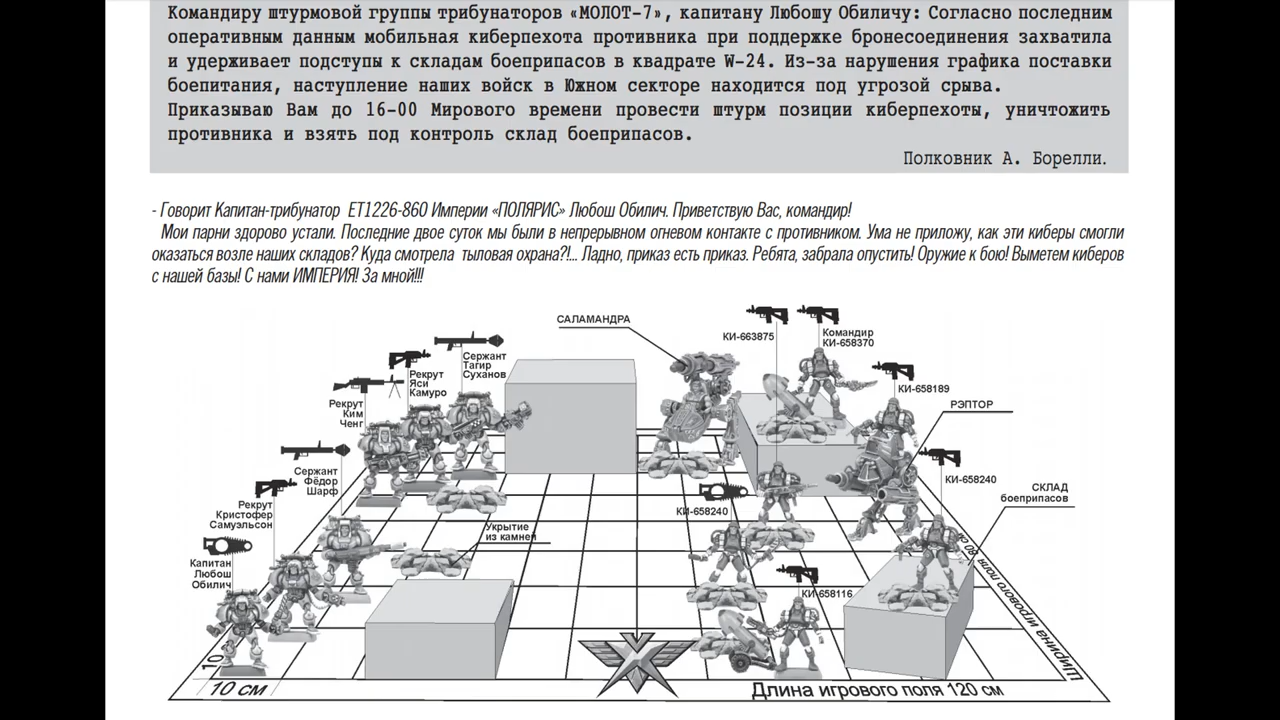 Командиру штурмовой группы трибунаторов «МОЛОТ-7», капитану Любошу Обиличу: Согласно последним
оперативным данным мобильная киберпехота противника при поддержке бронесоединения захватила
и удерживает подступы к складам боеприпасов в квадрате W-24. Из-за нарушения графика поставки
боепитания, наступление наших войск в Южном секторе находится под угрозой срыва.
Приказываю Вам до 16-00 Мирового времени провести штурм позиции киберпехоты, уничтожить
противника и взять под контроль склад боеприпасов.
Полковник А. Борелли.
- Говорит Капитан-трибунатор ЕТ1226-860 Империи «ПОЛЯРИС» Любош Обилич. Приветствую Вас, командир!
Мои парни здорово устали. Последние двое суток мы были в непрерывном огневом контакте с противником. Ума не приложу, как эти киберы смогли
оказаться возле наших складов? Куда смотрела тыловая охрана?!... Ладно, приказ есть приказ. Ребята, забрала опустить! Оружие к бою! Выметем киберов
с нашей базы! С нами ИМПЕРИЯ! За мной!!!
САЛАМАНДРА
КИ-663875
Командир
КИ-658370
Сержант
Тагир
Суханов
Рекрут
Яси
Камуро
КИ-658189
Рекрут
Ким
Ченг
РЭПТОР
Сержант
Фёдор
Шарф
КИ-658240
СКЛАД
боеприпасов
Рекрут
Кристофер
Самуэльсон
КИ-658240
Укрытие
из камней
Капитан
Любош
Обилич
КИ-658116
Ширина игрового поля 80 см
10
10 см
Длина игрового поля 120 см